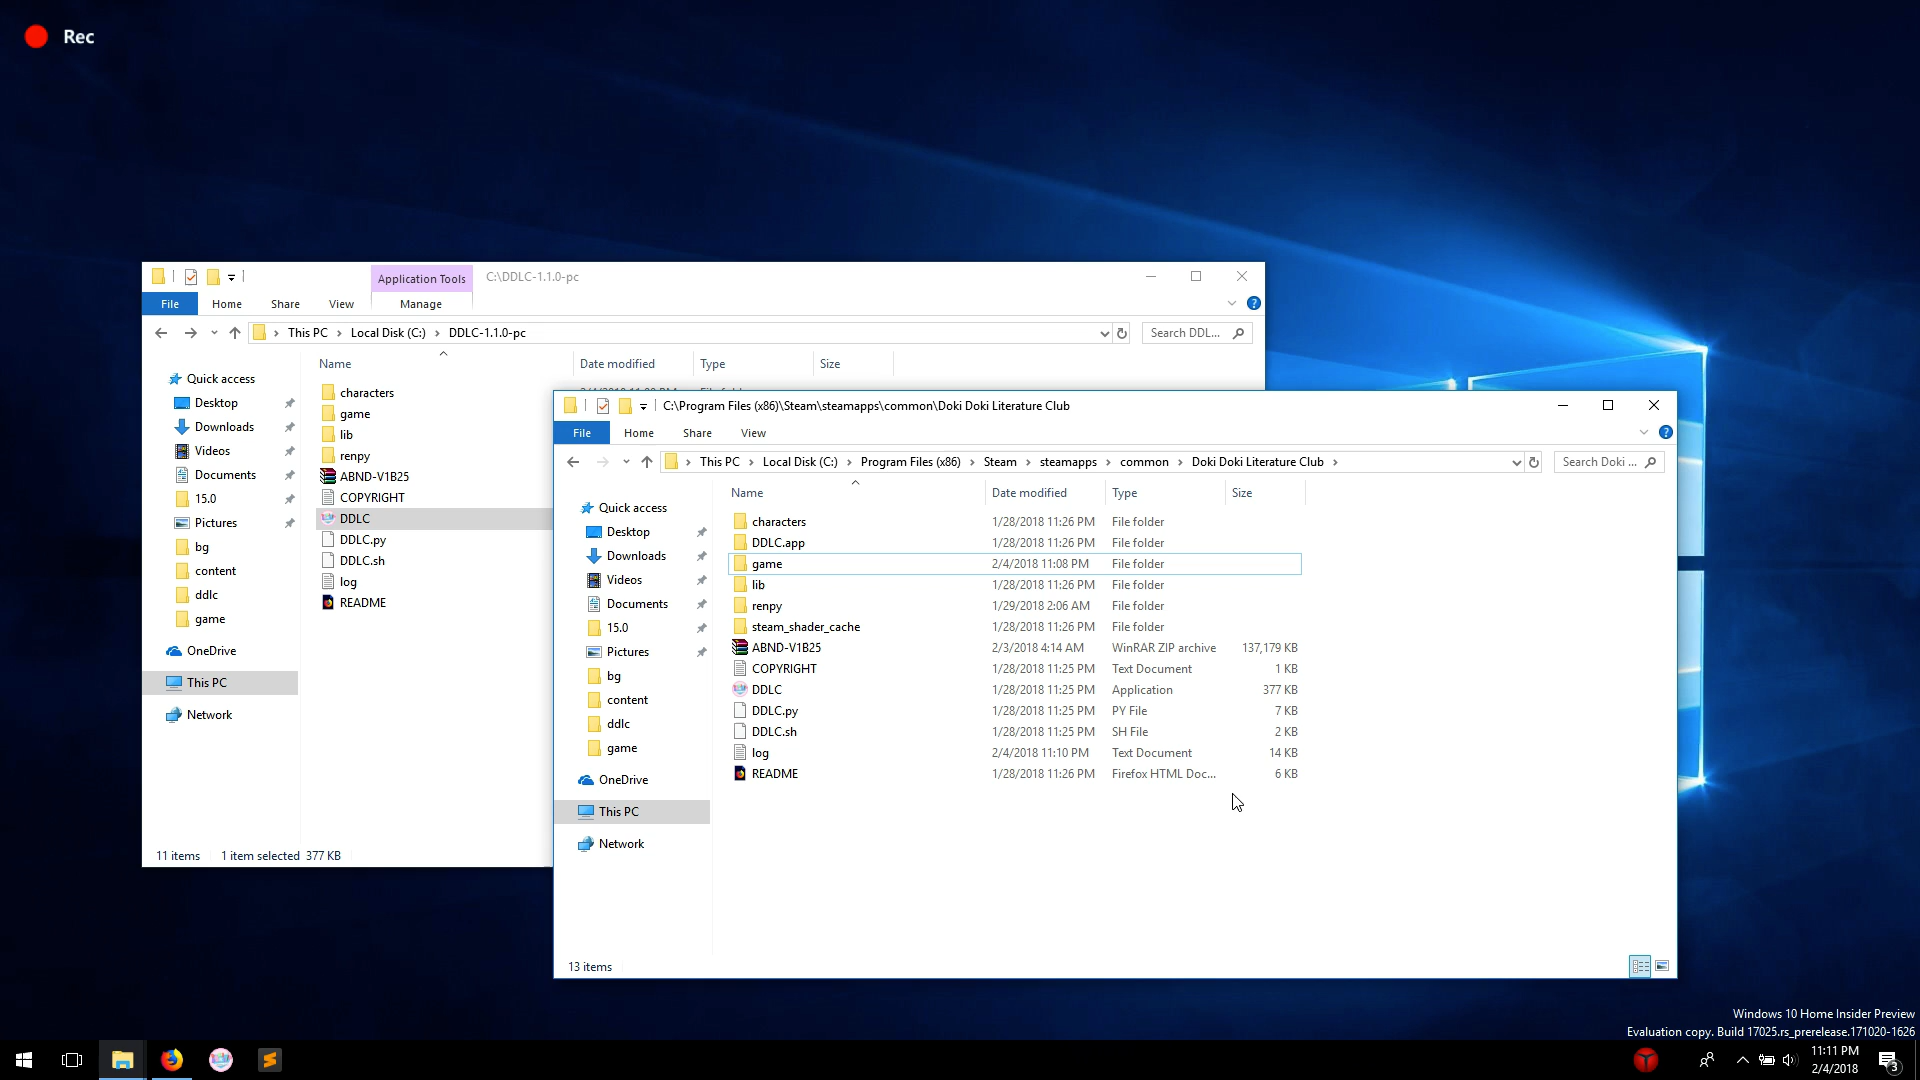 Rec
Application Tools
C:\DDLC-1.1.0-pc
File
Home
Share
View
Manage
This PC
Local Disk (C:)
DDLC-1.1.0-pc
Search DDL...
Name
Date modified
Type
Size
Quick access
Desktop
Downloads
Videos
Documents
15.0
Pictures
bg
content
ddlc
game
OneDrive
This PC
Network
characters
game
lib
renpy
ABND-V1B25
COPYRIGHT
DDLC
DDLC.py
DDLC.sh
log
README
11 items
1 item selected 377 KB
C:\Program Files (x86)\Steam\steamapps\common\Doki Doki Literature Club
File
Home
Share
View
This PC
Local Disk (C:)
Program Files (x86)
Steam
steamapps
common
Doki Doki Literature Club
Search Doki ...
Name
Date modified
Type
Size
Quick access
Desktop
Downloads
Videos
Documents
15.0
Pictures
bg
content
ddlc
game
OneDrive
This PC
Network
characters 1/28/2018 11:26 PM File folder
DDLC.app 1/28/2018 11:26 PM File folder
game 2/4/2018 11:08 PM File folder
lib 1/28/2018 11:26 PM File folder
renpy 1/29/2018 2:06 AM File folder
steam_shader_cache 1/28/2018 11:26 PM File folder
ABND-V1B25 2/3/2018 4:14 AM WinRAR ZIP archive 137,179 KB
COPYRIGHT 1/28/2018 11:25 PM Text Document 1 KB
DDLC 1/28/2018 11:25 PM Application 377 KB
DDLC.py 1/28/2018 11:25 PM PY File 7 KB
DDLC.sh 1/28/2018 11:25 PM SH File 2 KB
log 2/4/2018 11:10 PM Text Document 14 KB
README 1/28/2018 11:26 PM Firefox HTML Doc... 6 KB
13 items
Windows 10 Home Insider Preview
Evaluation copy. Build 17025.rs_prerelease.171020-1626
11:11 PM
2/4/2018
3